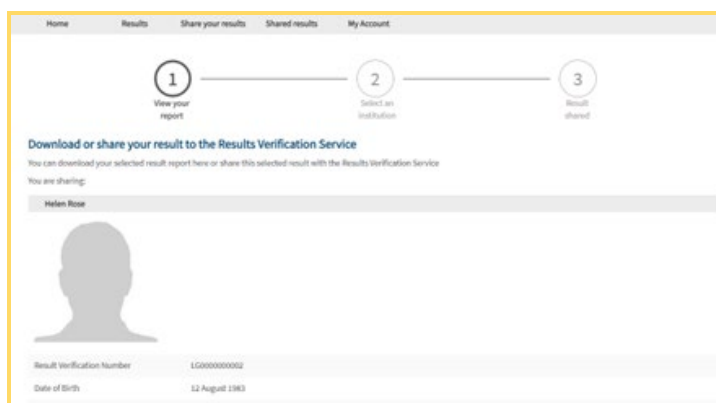 Home Results Share your results Shared results My Account
1 2 3
View your report
Select an institution
Result shared
Download or share your result to the Results Verification Service
You can download your selected result report here or share this selected result with the Results Verification Service
You are sharing:
Helen Rose
Result Verification Number LG0000000002
Date of Birth 12 August 1983